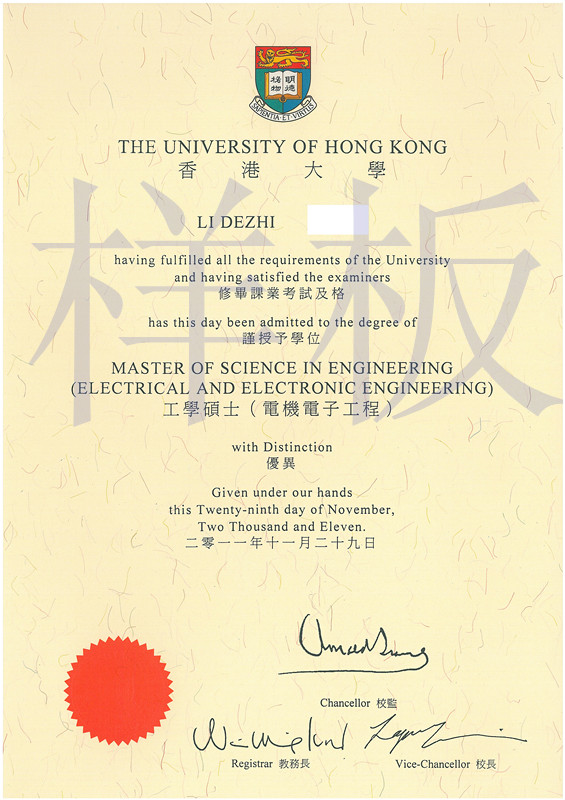 明德
格物
SAPIENTIA ET VIRTUS
THE UNIVERSITY OF HONG KONG
香港大學
LI DEZHI
having fulfilled all the requirements of the University
and having satisfied the examiners
修畢課業考試及格
has this day been admitted to the degree of
謹授予學位
MASTER OF SCIENCE IN ENGINEERING
(ELECTRICAL AND ELECTRONIC ENGINEERING)
工學碩士（電機電子工程）
with Distinction
優異
Given under our hands
this Twenty-ninth day of November,
Two Thousand and Eleven.
二零一一年十一月二十九日
样板
Chancellor 校監
Registrar 教務長
Vice-Chancellor 校長